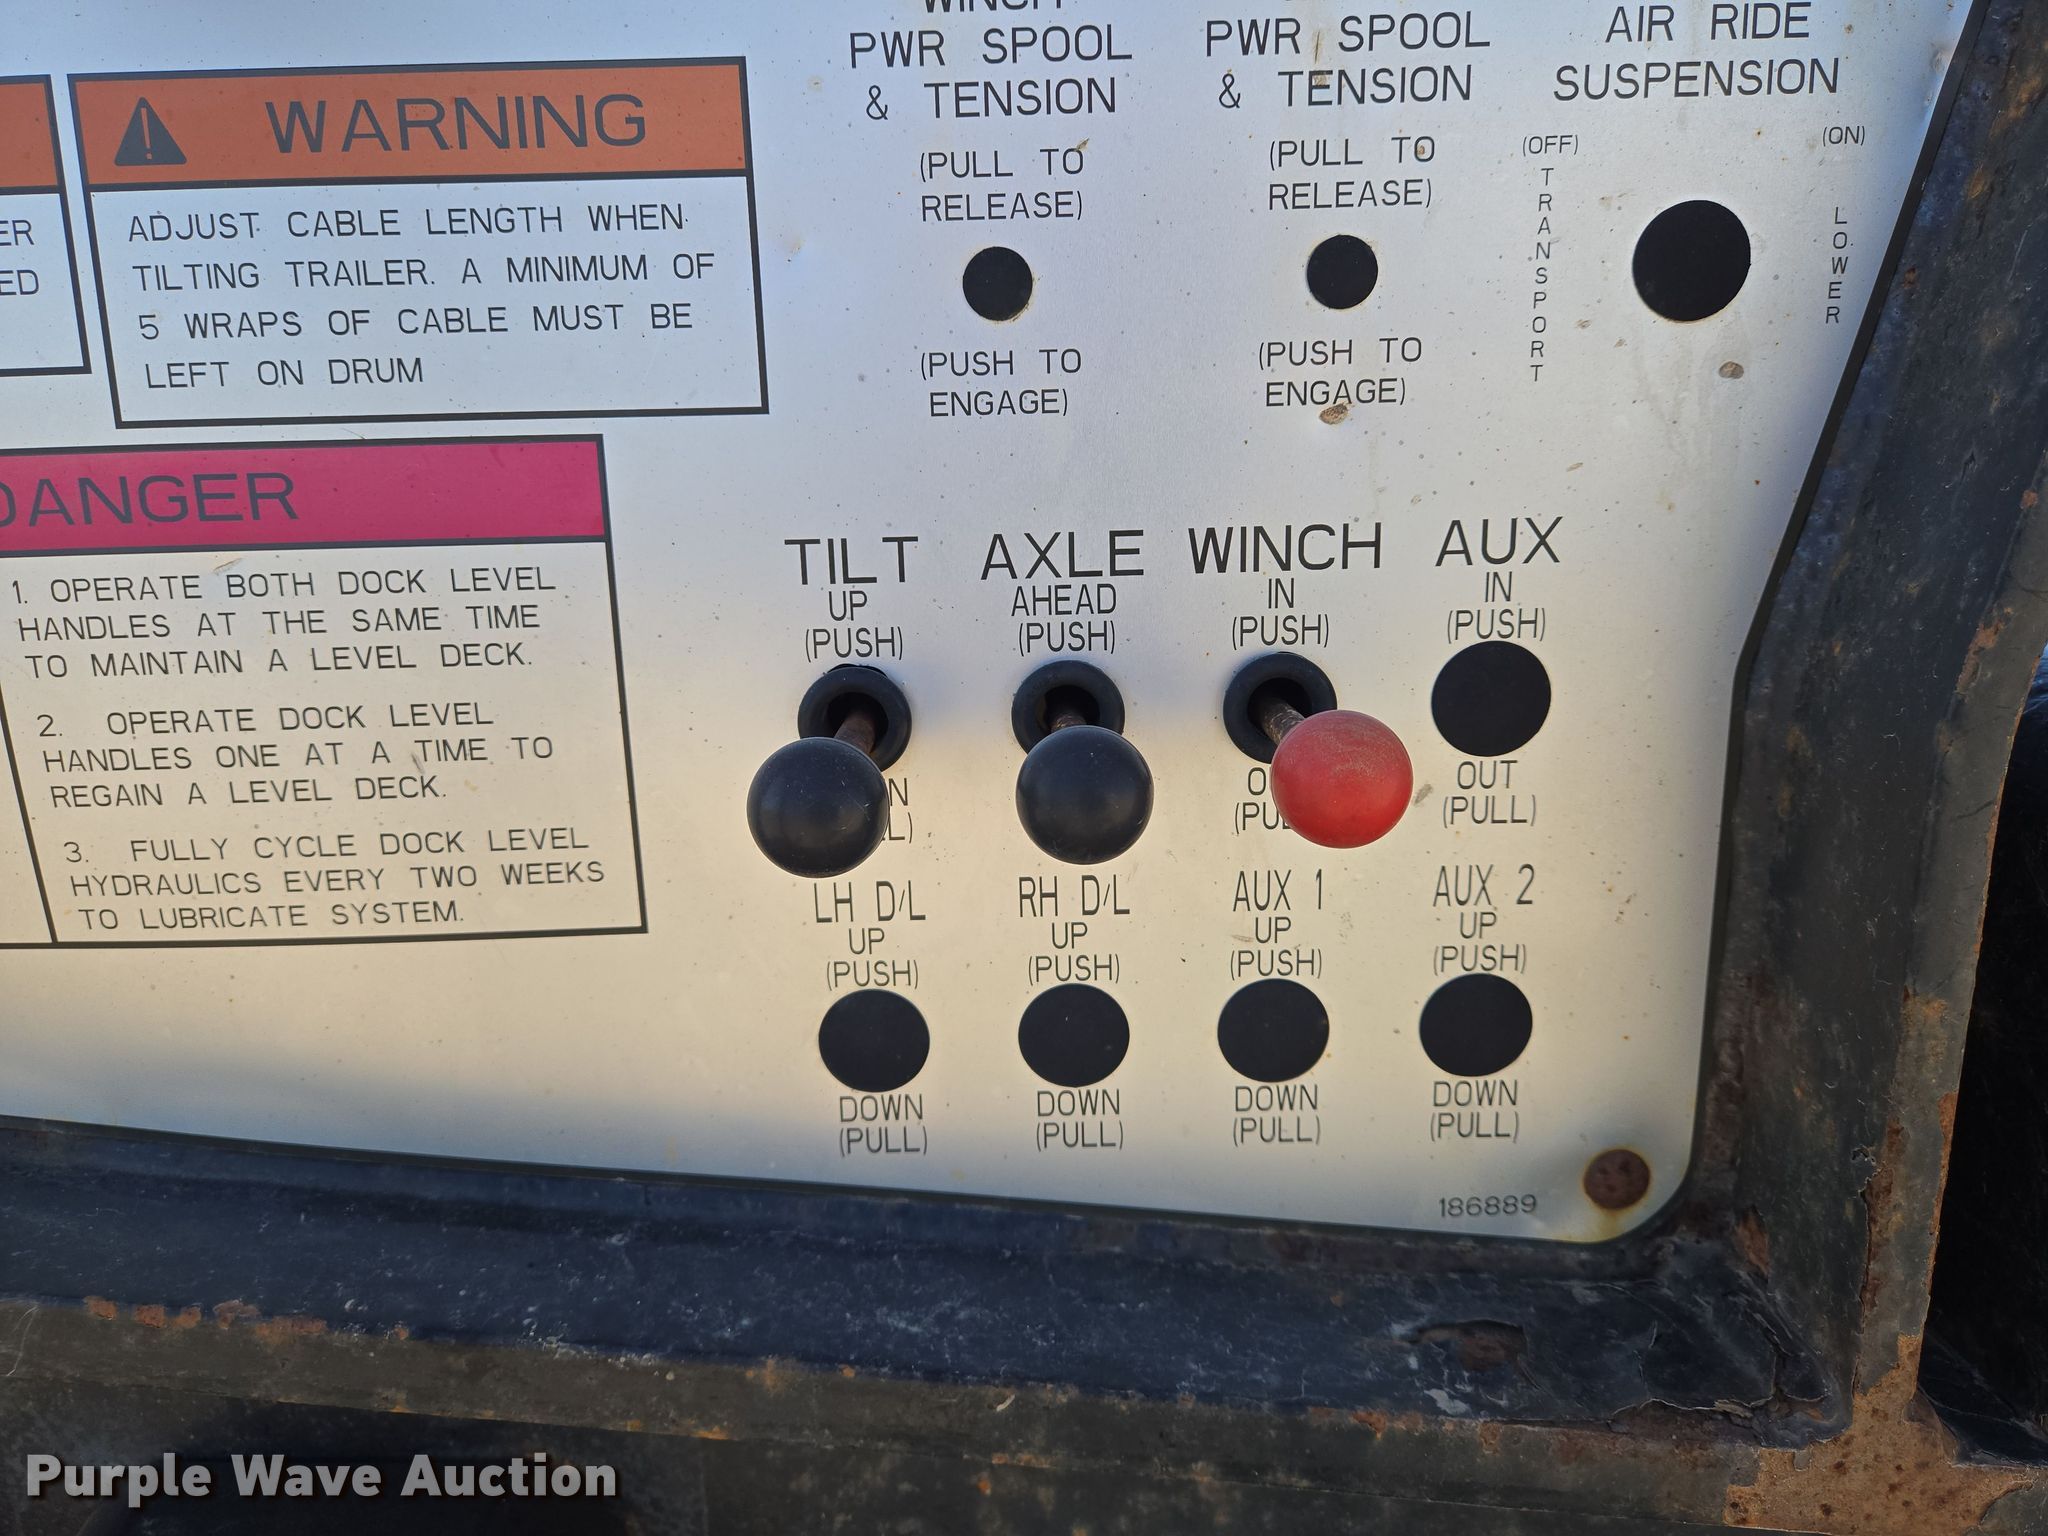 WINCH
PWR SPOOL
& TENSION
(PULL TO
RELEASE)
(PUSH TO
ENGAGE)
PWR SPOOL
& TENSION
(PULL TO
RELEASE)
(PUSH TO
ENGAGE)
AIR RIDE
SUSPENSION
(OFF)
TRANSPORT
(ON)
LOWER
ER
ED
WARNING
ADJUST CABLE LENGTH WHEN
TILTING TRAILER. A MINIMUM OF
5 WRAPS OF CABLE MUST BE
LEFT ON DRUM
DANGER
1. OPERATE BOTH DOCK LEVEL
HANDLES AT THE SAME TIME
TO MAINTAIN A LEVEL DECK.
2. OPERATE DOCK LEVEL
HANDLES ONE AT A TIME TO
REGAIN A LEVEL DECK.
3. FULLY CYCLE DOCK LEVEL
HYDRAULICS EVERY TWO WEEKS
TO LUBRICATE SYSTEM.
TILT
UP
(PUSH)
AXLE
AHEAD
(PUSH)
WINCH
IN
(PUSH)
AUX
IN
(PUSH)
OUT
(PULL)
LH D/L
UP
(PUSH)
DOWN
(PULL)
RH D/L
UP
(PUSH)
DOWN
(PULL)
AUX 1
UP
(PUSH)
DOWN
(PULL)
AUX 2
UP
(PUSH)
DOWN
(PULL)
186889
Purple Wave Auction